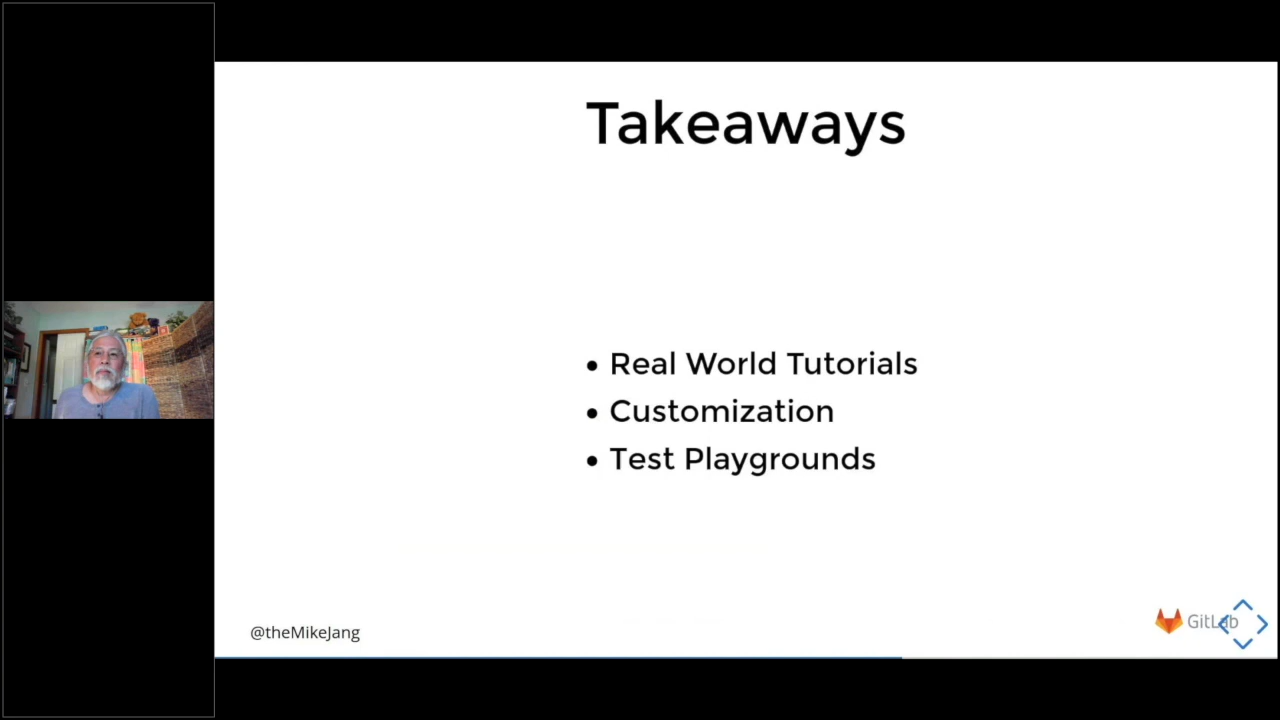 Takeaways
• Real World Tutorials
• Customization
• Test Playgrounds
@theMikeJang
GitLab